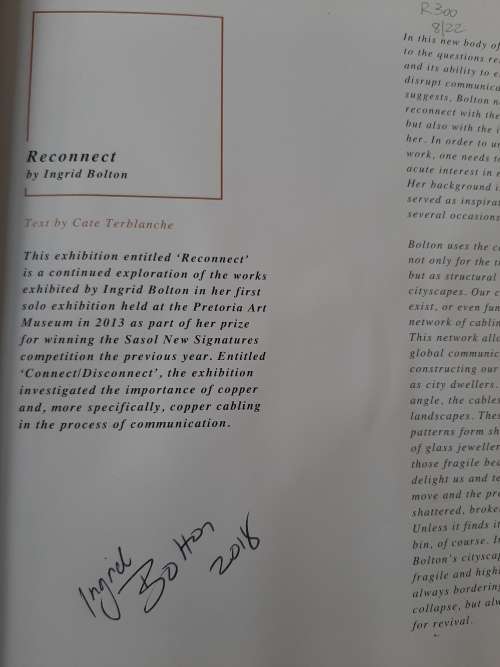 Reconnect
by Ingrid Bolton
Text by Cate Terblanche
This exhibition entitled ‘Reconnect’
is a continued exploration of the works
exhibited by Ingrid Bolton in her first
solo exhibition held at the Pretoria Art
Museum in 2013 as part of her prize
for winning the Sasol New Signatures
competition the previous year. Entitled
‘Connect/Disconnect’, the exhibition
investigated the importance of copper
and, more specifically, copper cabling
in the process of communication.
Ingrid
Bolton
2018
R300
8/22
In this new body of
to the questions
and its ability to
disrupt communica
suggests, Bolton
reconnect with the
but also with the
her. In order to
work, one needs
acute interest in
Her background
served as inspirat
several occasions
Bolton uses the
not only for the
but as structural
cityscapes. Our
exist, or even fun
network of cablin
This network allo
global communic
constructing our
as city dwellers.
angle, the cables
landscapes. Thes
patterns form sh
of glass jeweller
those fragile bea
delight us and te
move and the pr
shattered, broke
Unless it finds it
bin, of course. I
Bolton’s cityscap
fragile and high
always bordering
collapse, but alw
for revival.